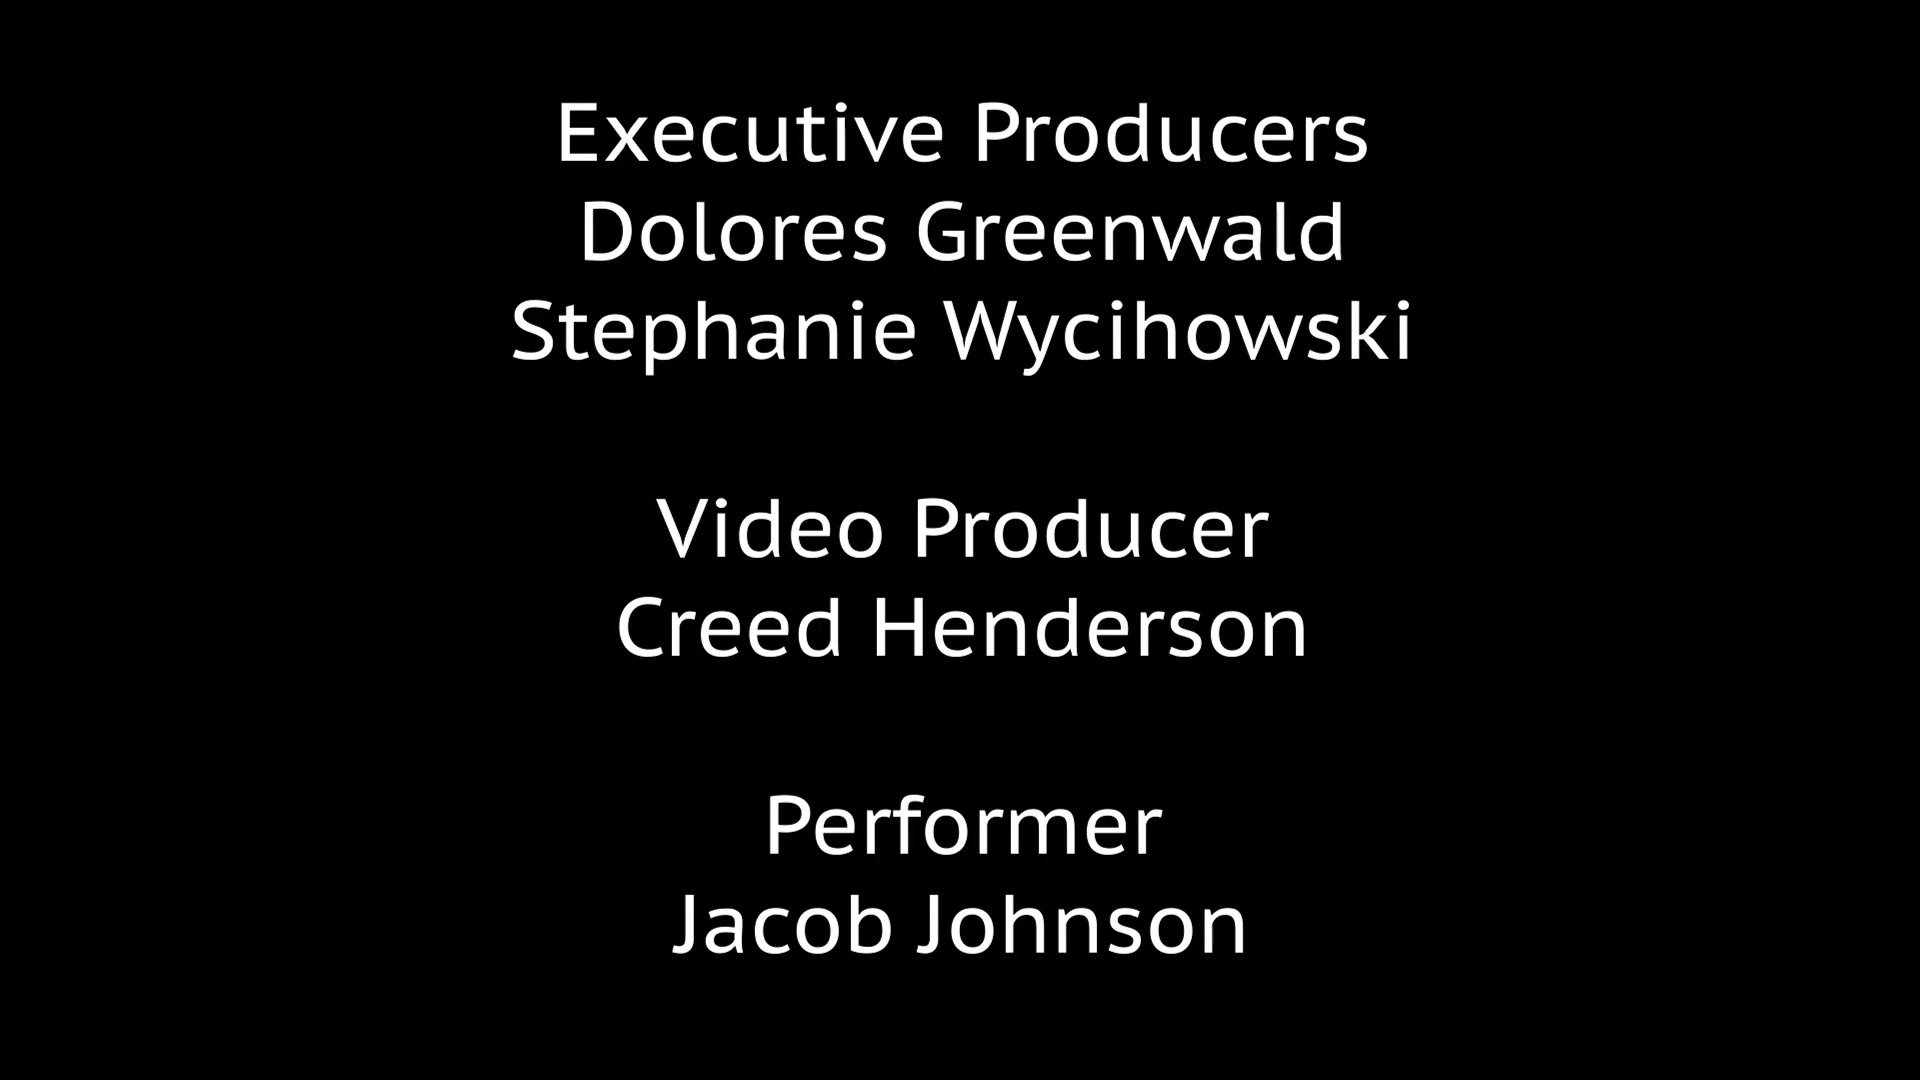 Executive Producers
Dolores Greenwald
Stephanie Wycihowski
Video Producer
Creed Henderson
Performer
Jacob Johnson